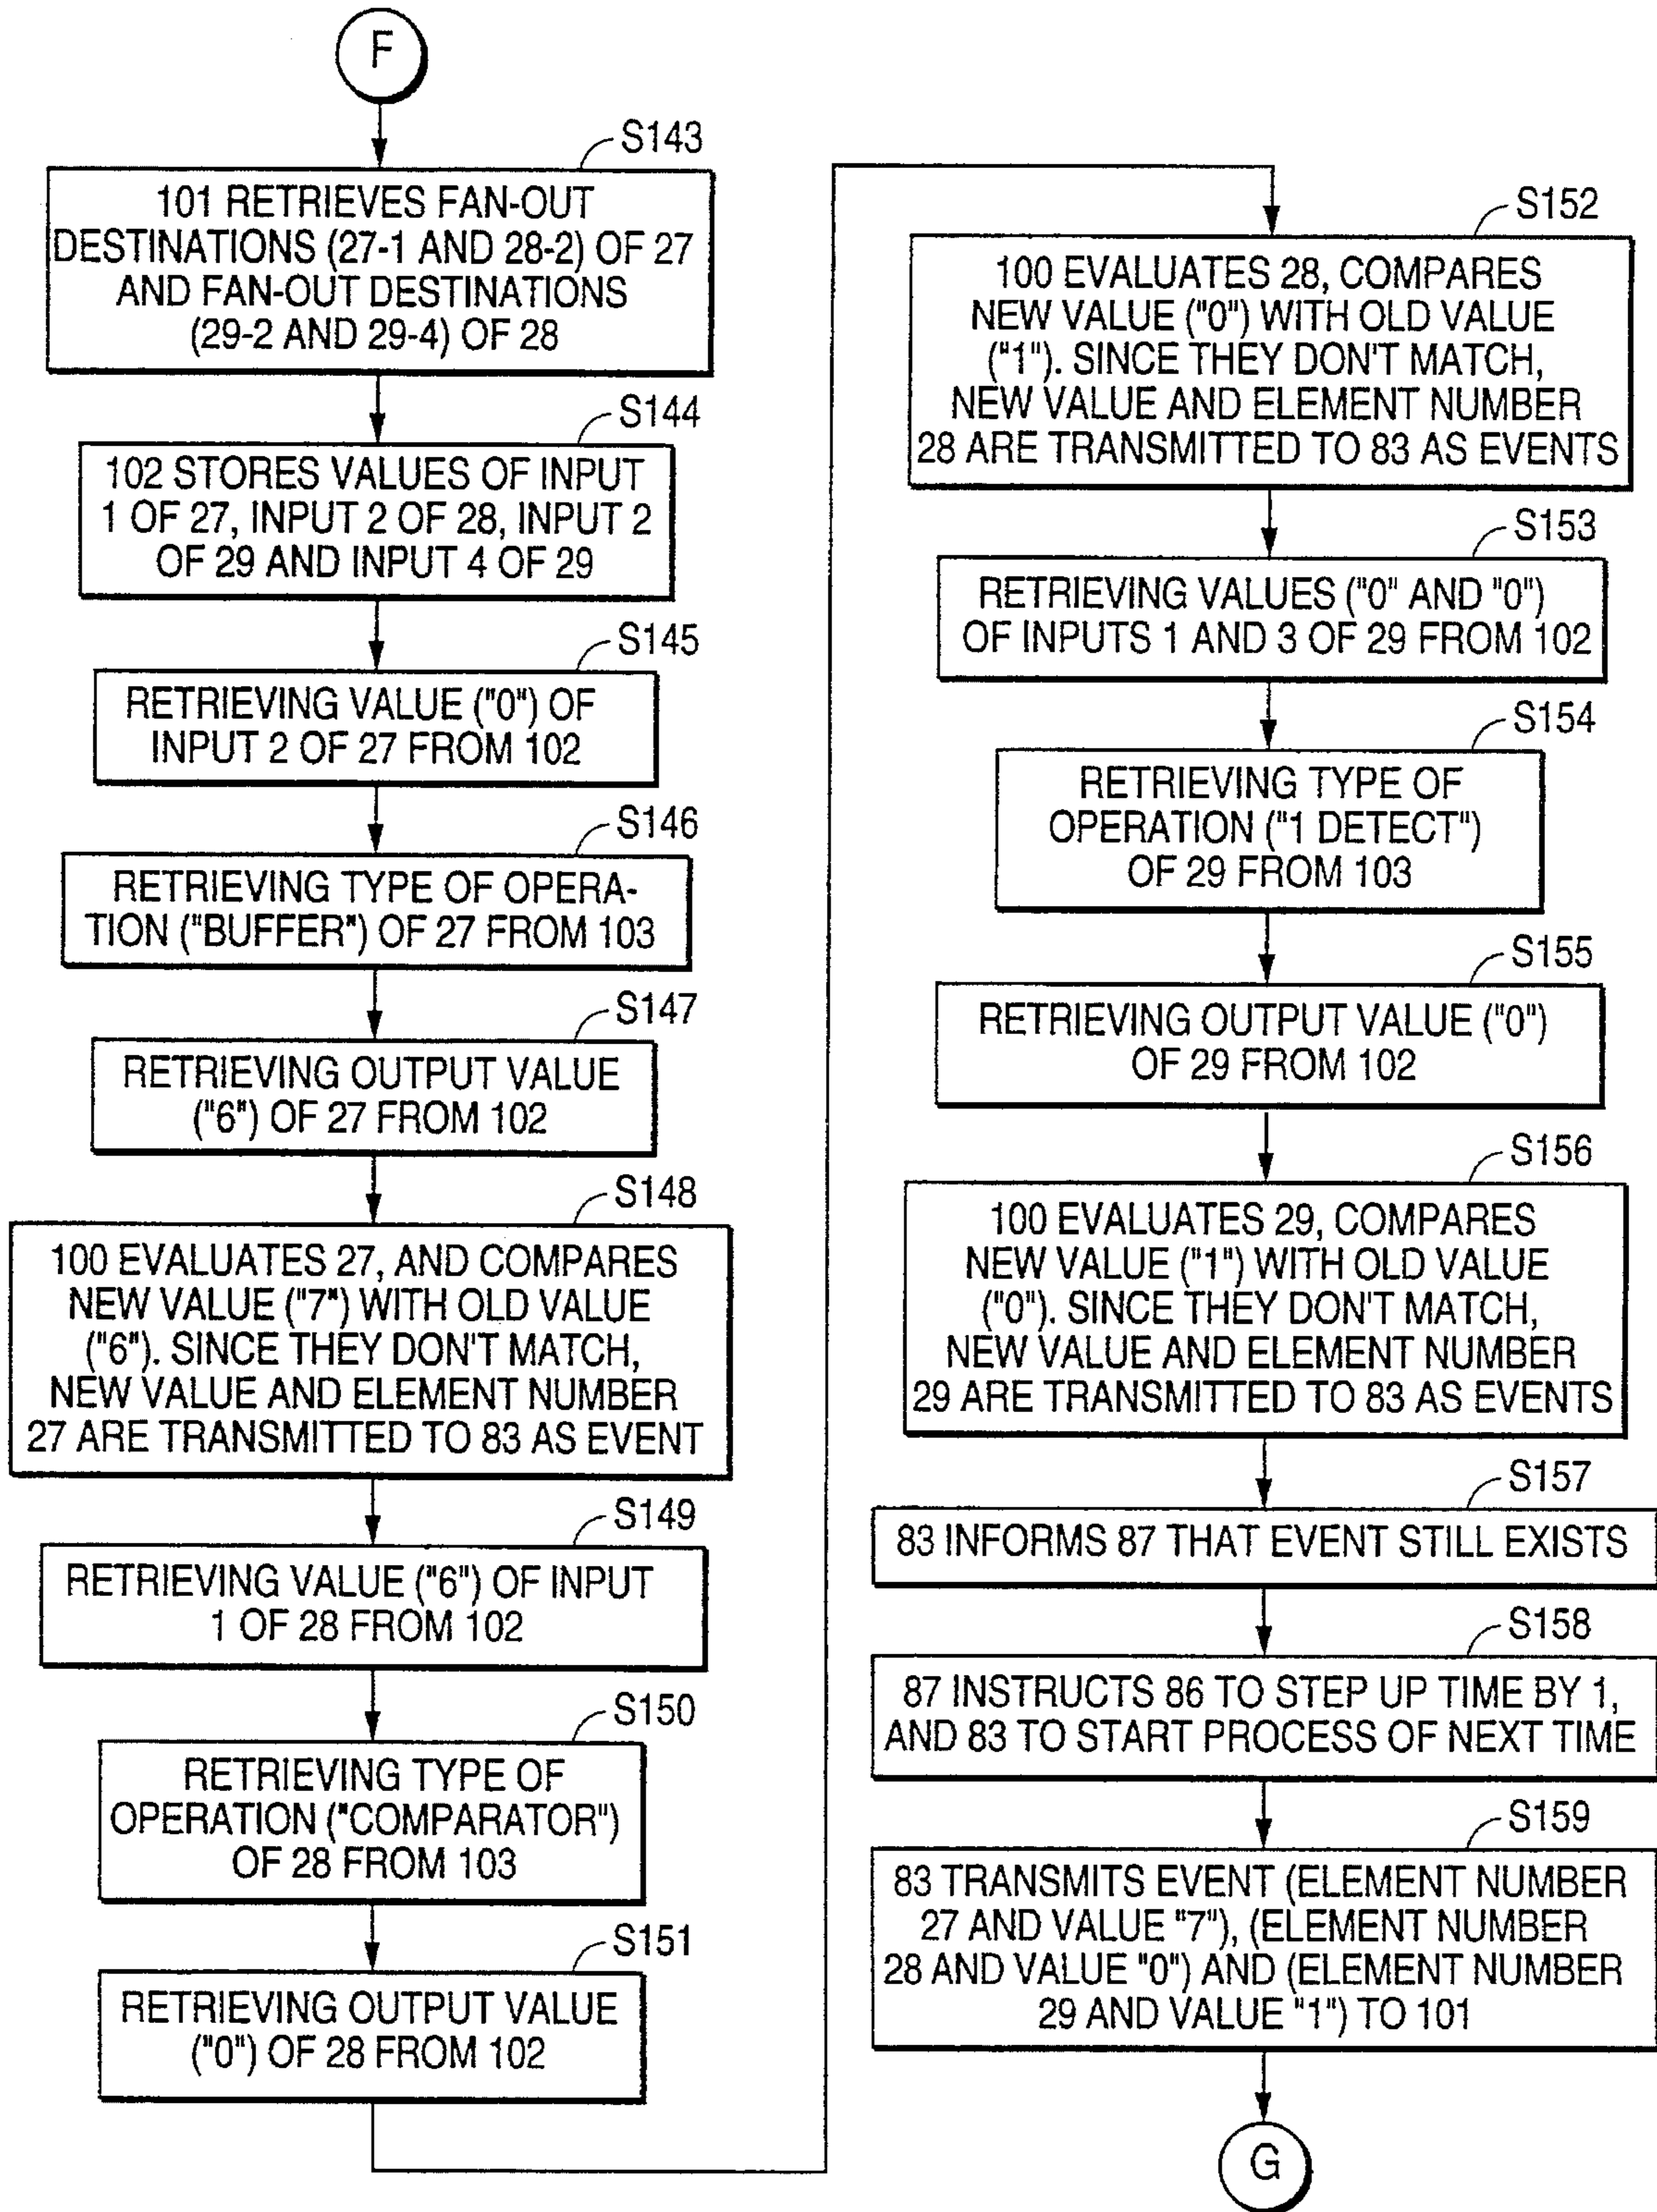 F
S143
101 RETRIEVES FAN-OUT
DESTINATIONS (27-1 AND 28-2) OF 27
AND FAN-OUT DESTINATIONS
(29-2 AND 29-4) OF 28
S144
102 STORES VALUES OF INPUT
1 OF 27, INPUT 2 OF 28, INPUT 2
OF 29 AND INPUT 4 OF 29
S145
RETRIEVING VALUE ("0") OF
INPUT 2 OF 27 FROM 102
S146
RETRIEVING TYPE OF OPERA-
TION ("BUFFER") OF 27 FROM 103
S147
RETRIEVING OUTPUT VALUE
("6") OF 27 FROM 102
S148
100 EVALUATES 27, AND COMPARES
NEW VALUE ("7") WITH OLD VALUE
("6"). SINCE THEY DON'T MATCH,
NEW VALUE AND ELEMENT NUMBER
27 ARE TRANSMITTED TO 83 AS EVENT
S149
RETRIEVING VALUE ("6") OF INPUT
1 OF 28 FROM 102
S150
RETRIEVING TYPE OF
OPERATION ("COMPARATOR")
OF 28 FROM 103
S151
RETRIEVING OUTPUT VALUE
("0") OF 28 FROM 102
S152
100 EVALUATES 28, COMPARES
NEW VALUE ("0") WITH OLD VALUE
("1"). SINCE THEY DON'T MATCH,
NEW VALUE AND ELEMENT NUMBER
28 ARE TRANSMITTED TO 83 AS EVENTS
S153
RETRIEVING VALUES ("0" AND "0")
OF INPUTS 1 AND 3 OF 29 FROM 102
S154
RETRIEVING TYPE OF
OPERATION ("1 DETECT")
OF 29 FROM 103
S155
RETRIEVING OUTPUT VALUE ("0")
OF 29 FROM 102
S156
100 EVALUATES 29, COMPARES
NEW VALUE ("1") WITH OLD VALUE
("0"). SINCE THEY DON'T MATCH,
NEW VALUE AND ELEMENT NUMBER
29 ARE TRANSMITTED TO 83 AS EVENTS
S157
83 INFORMS 87 THAT EVENT STILL EXISTS
S158
87 INSTRUCTS 86 TO STEP UP TIME BY 1,
AND 83 TO START PROCESS OF NEXT TIME
S159
83 TRANSMITS EVENT (ELEMENT NUMBER
27 AND VALUE "7"), (ELEMENT NUMBER
28 AND VALUE "0") AND (ELEMENT NUMBER
29 AND VALUE "1") TO 101
G